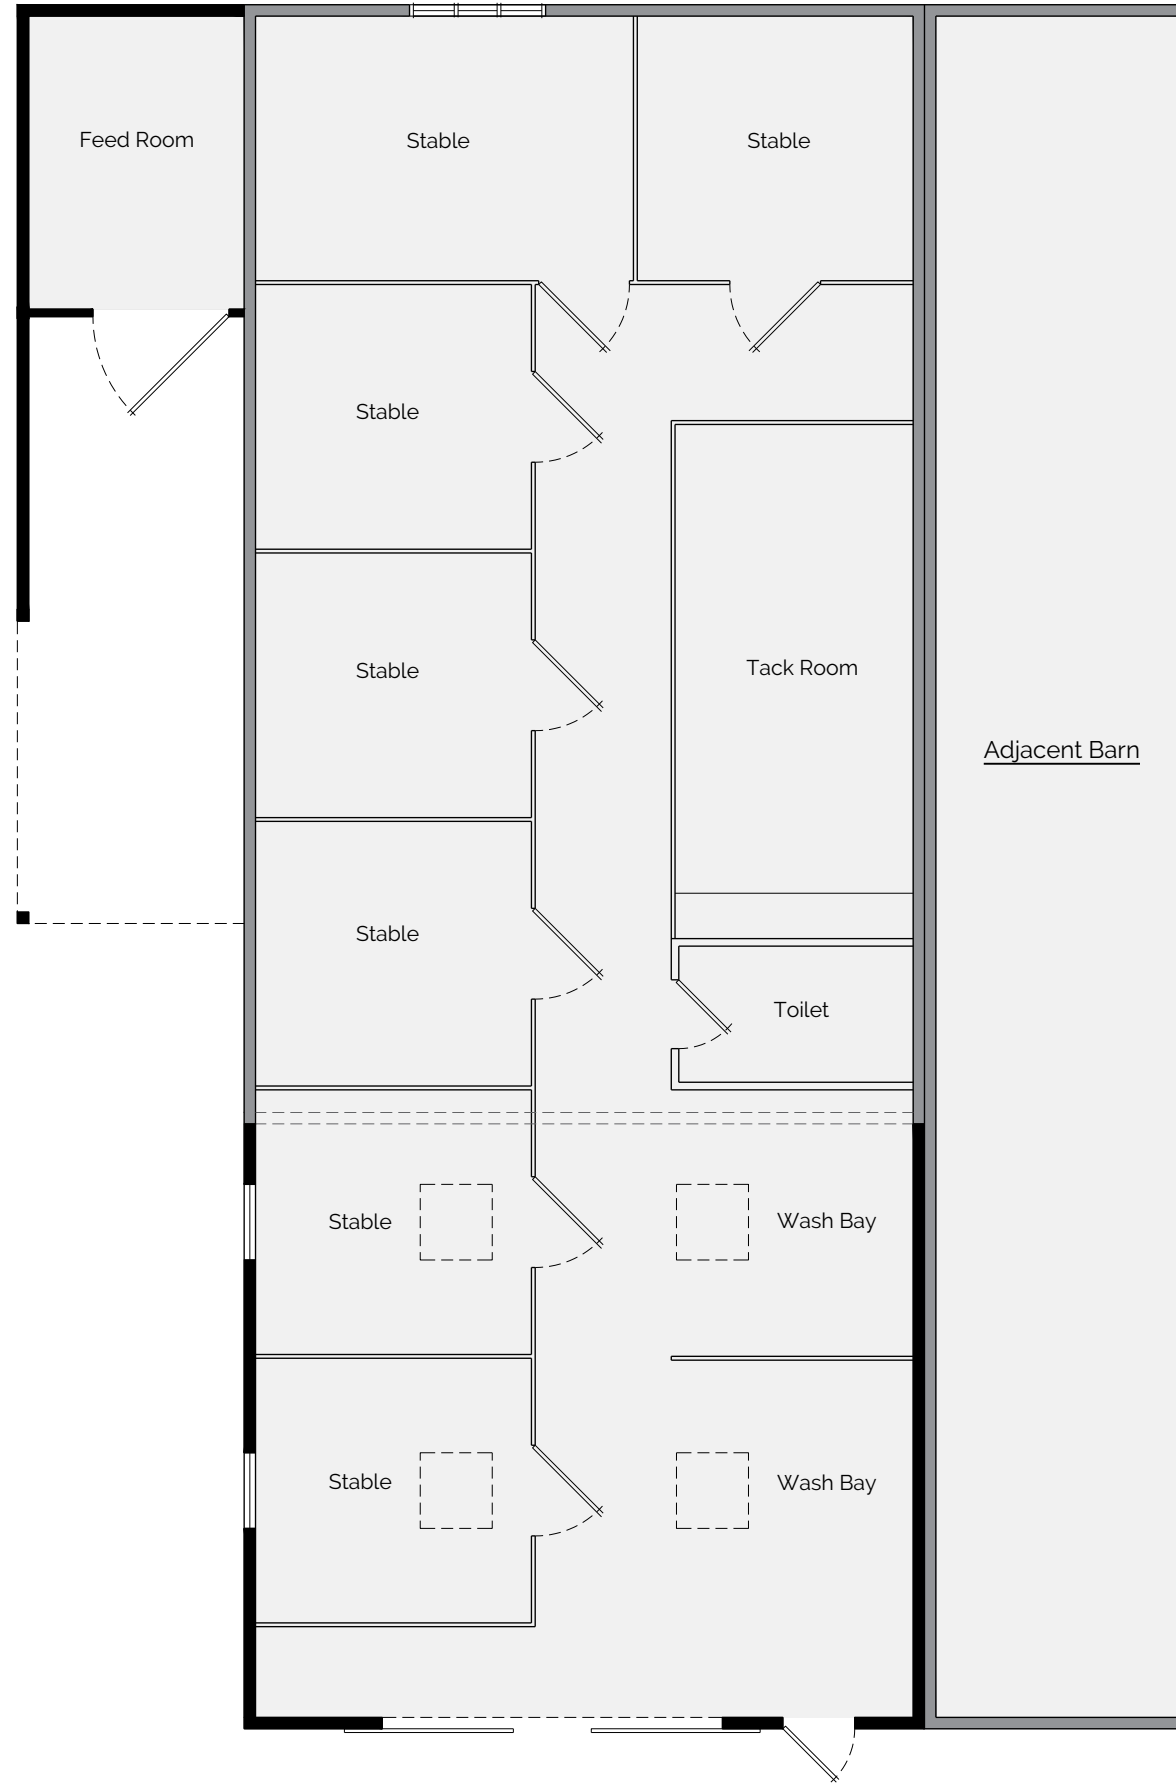 Feed Room
Stable
Stable
Stable
Stable
Tack Room
Adjacent Barn
Stable
Toilet
Stable
Wash Bay
Stable
Wash Bay